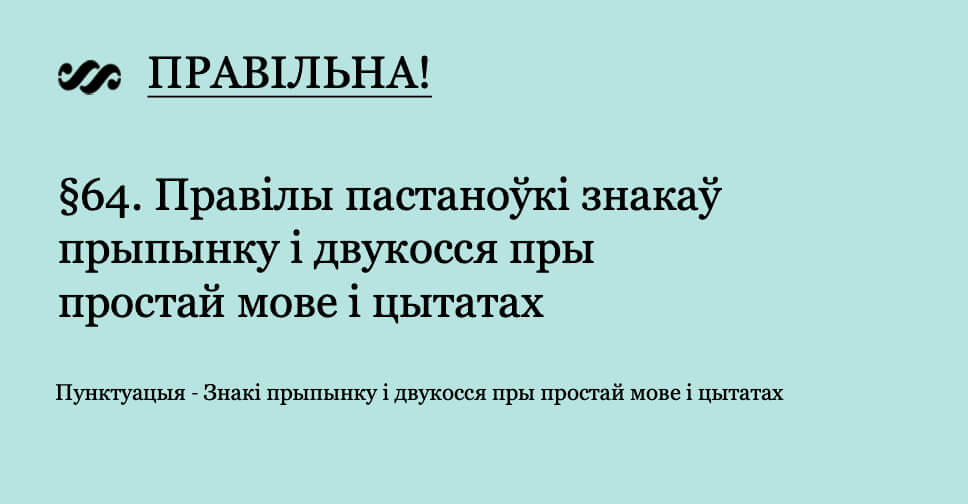 ПРАВІЛЬНА!
§64. Правілы пастаноўкі знакаў
прыпынку і двукосся пры
простай мове і цытатах
Пунктуацыя - Знакі прыпынку і двукосся пры простай мове і цытатах